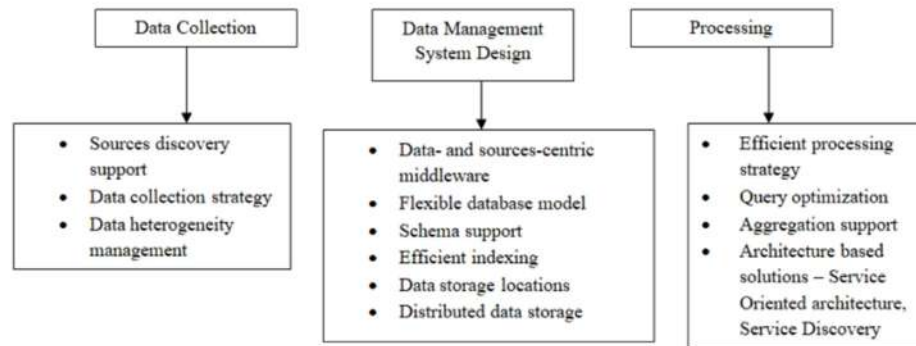 Data Collection
Sources discovery
support
Data collection strategy
Data heterogeneity
management
Data Management
System Design
Data- and sources-centric
middleware
Flexible database model
Schema support
Efficient indexing
Data storage locations
Distributed data storage
Processing
Efficient processing
strategy
Query optimization
Aggregation support
Architecture based
solutions – Service
Oriented architecture,
Service Discovery